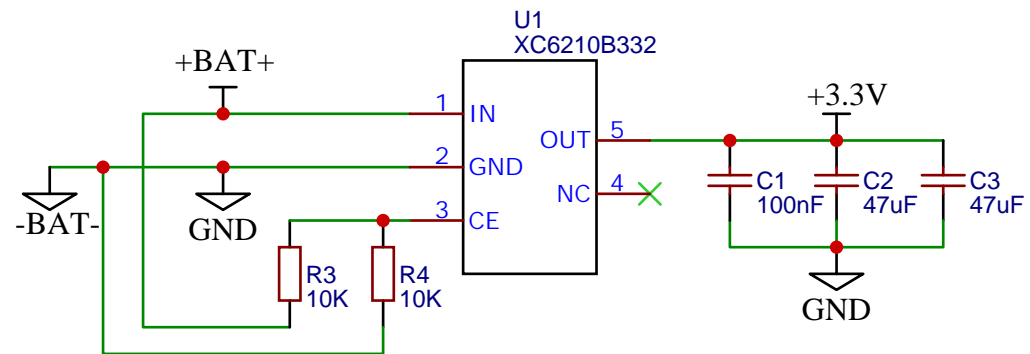 U1
XC6210B332
+BAT+
1
IN
2
GND
3
CE
OUT
5
NC
4
-BAT-
GND
R3
10K
R4
10K
+3.3V
C1
100nF
C2
47uF
C3
47uF
GND